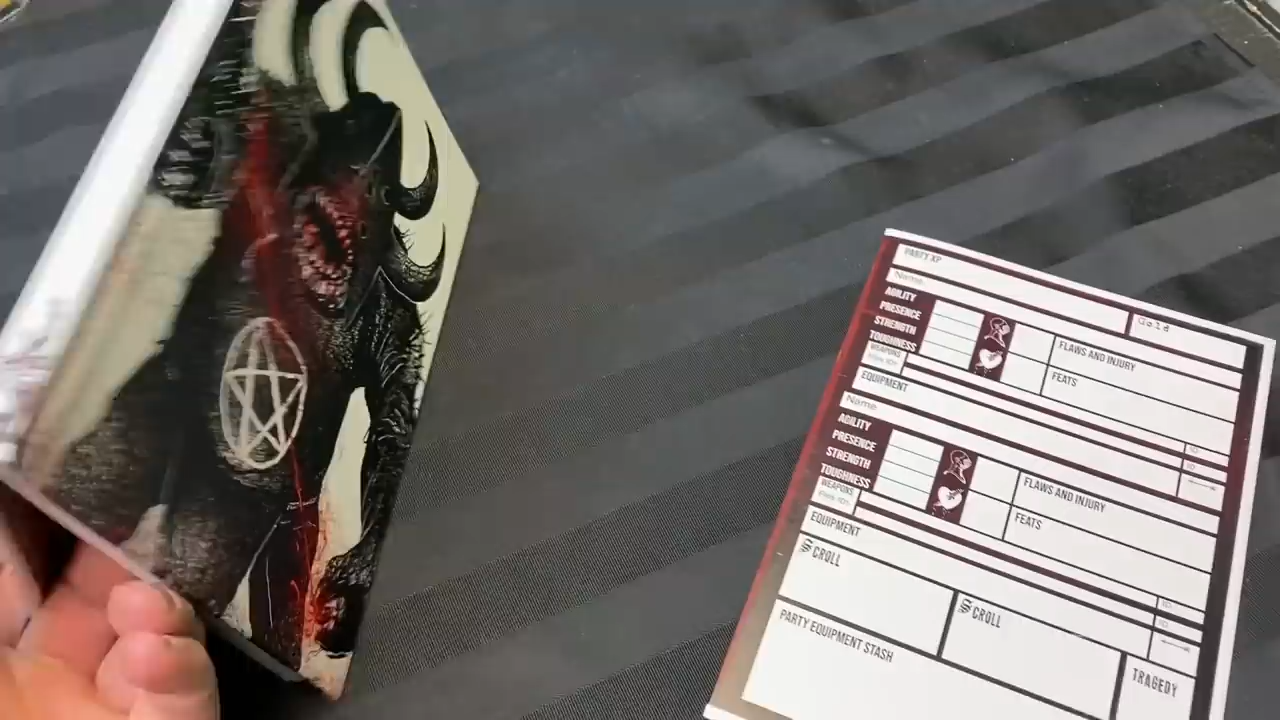 PARTY XP
Name
Gold
AGILITY
PRESENCE
STRENGTH
TOUGHNESS
FLAWS AND INJURY
FEATS
WEAPONS
EQUIPMENT
Name
AGILITY
PRESENCE
STRENGTH
TOUGHNESS
FLAWS AND INJURY
FEATS
WEAPONS
EQUIPMENT
SCROLL
SCROLL
PARTY EQUIPMENT STASH
TRAGEDY